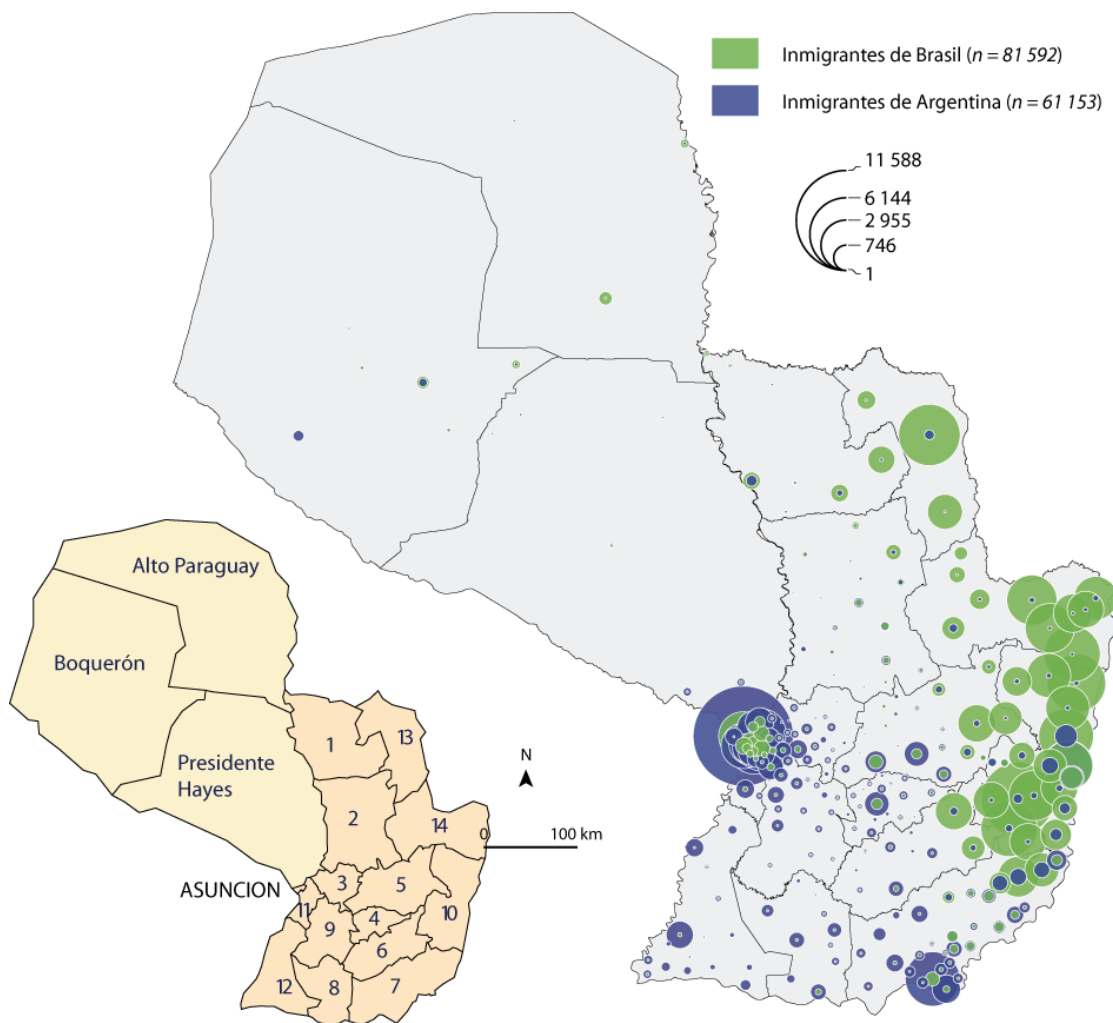 Inmigrantes de Brasil (n = 81 592)
Inmigrantes de Argentina (n = 61 153)
11 588
6 144
2 955
746
1
Alto Paraguay
Boquerón
Presidente
Hayes
N
0 100 km
ASUNCION
1
13
2
14
3
5
11
4
10
9
6
12
8
7